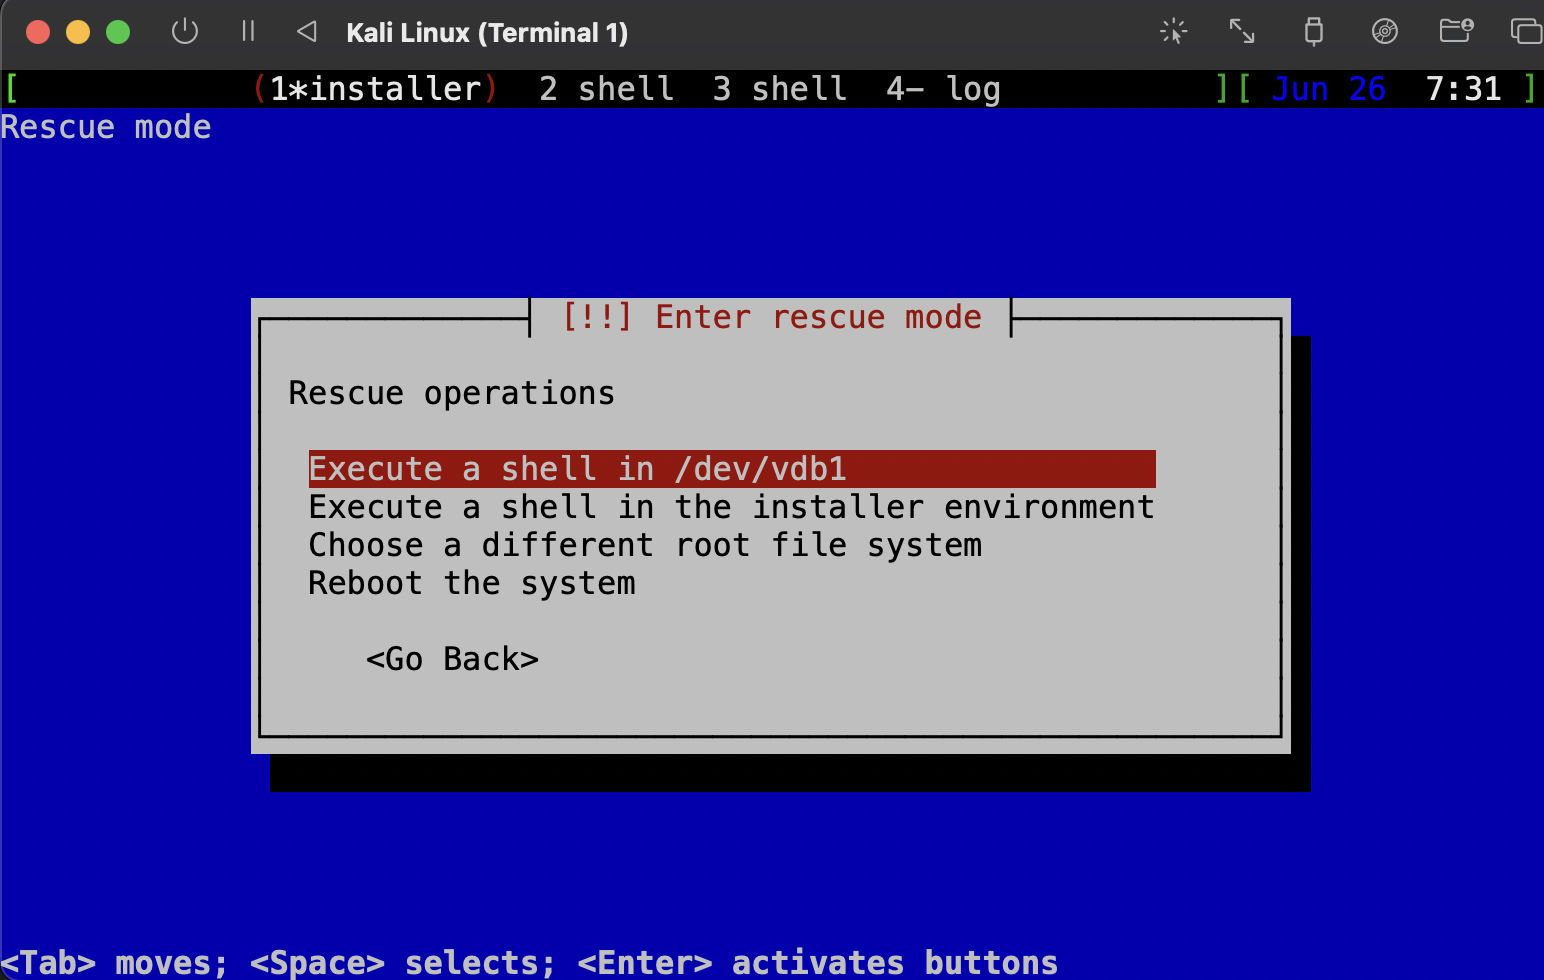 Kali Linux (Terminal 1)
[ (1*installer) 2 shell 3 shell 4- log ][ Jun 26 7:31 ]
Rescue mode
[!!] Enter rescue mode
Rescue operations
Execute a shell in /dev/vdb1
Execute a shell in the installer environment
Choose a different root file system
Reboot the system
<Go Back>
<Tab> moves; <Space> selects; <Enter> activates buttons